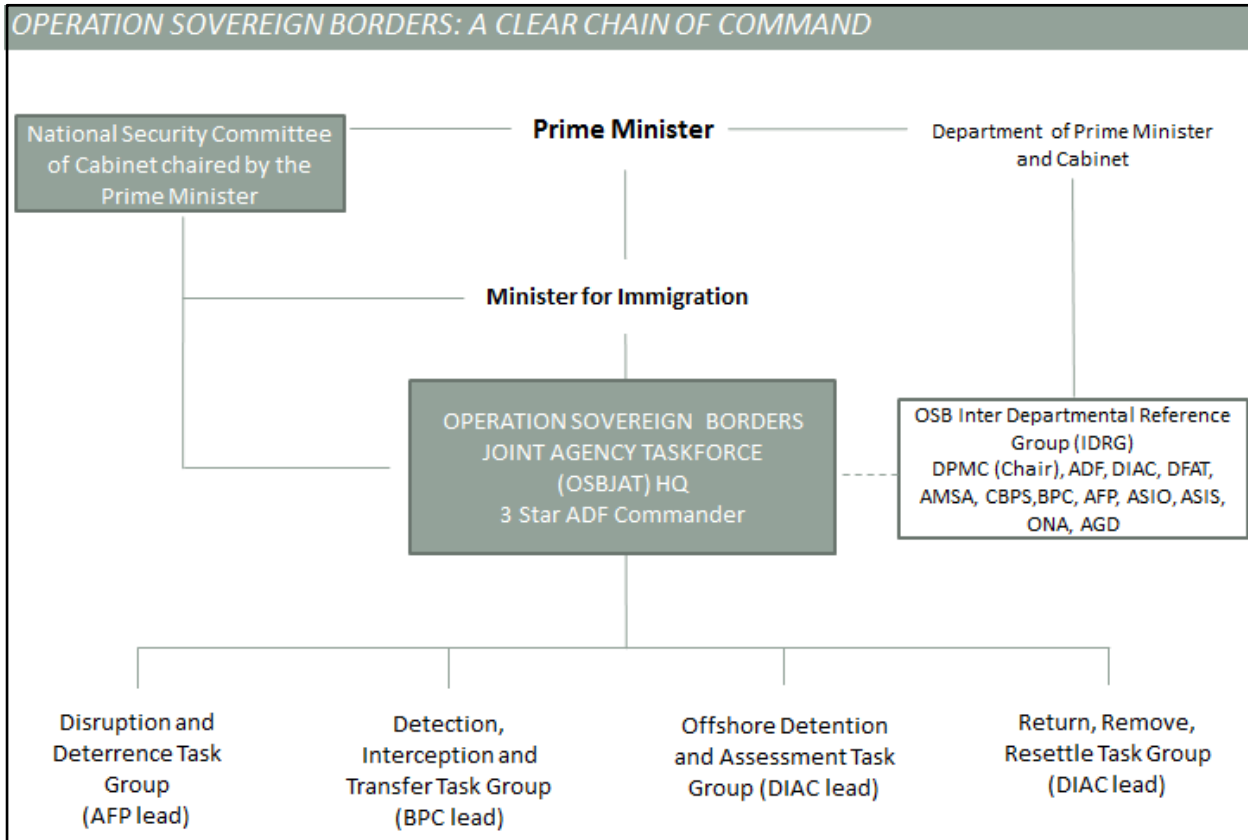 OPERATION SOVEREIGN BORDERS: A CLEAR CHAIN OF COMMAND
National Security Committee
of Cabinet chaired by the
Prime Minister
Prime Minister
Department of Prime Minister
and Cabinet
Minister for Immigration
OPERATION SOVEREIGN BORDERS
JOINT AGENCY TASKFORCE
(OSBJAT) HQ
3 Star ADF Commander
OSB Inter Departmental Reference
Group (IDRG)
DPMC (Chair), ADF, DIAC, DFAT,
AMSA, CBPS,BPC, AFP, ASIO, ASIS,
ONA, AGD
Disruption and
Deterrence Task
Group
(AFP lead)
Detection,
Interception and
Transfer Task Group
(BPC lead)
Offshore Detention
and Assessment Task
Group (DIAC lead)
Return, Remove,
Resettle Task Group
(DIAC lead)